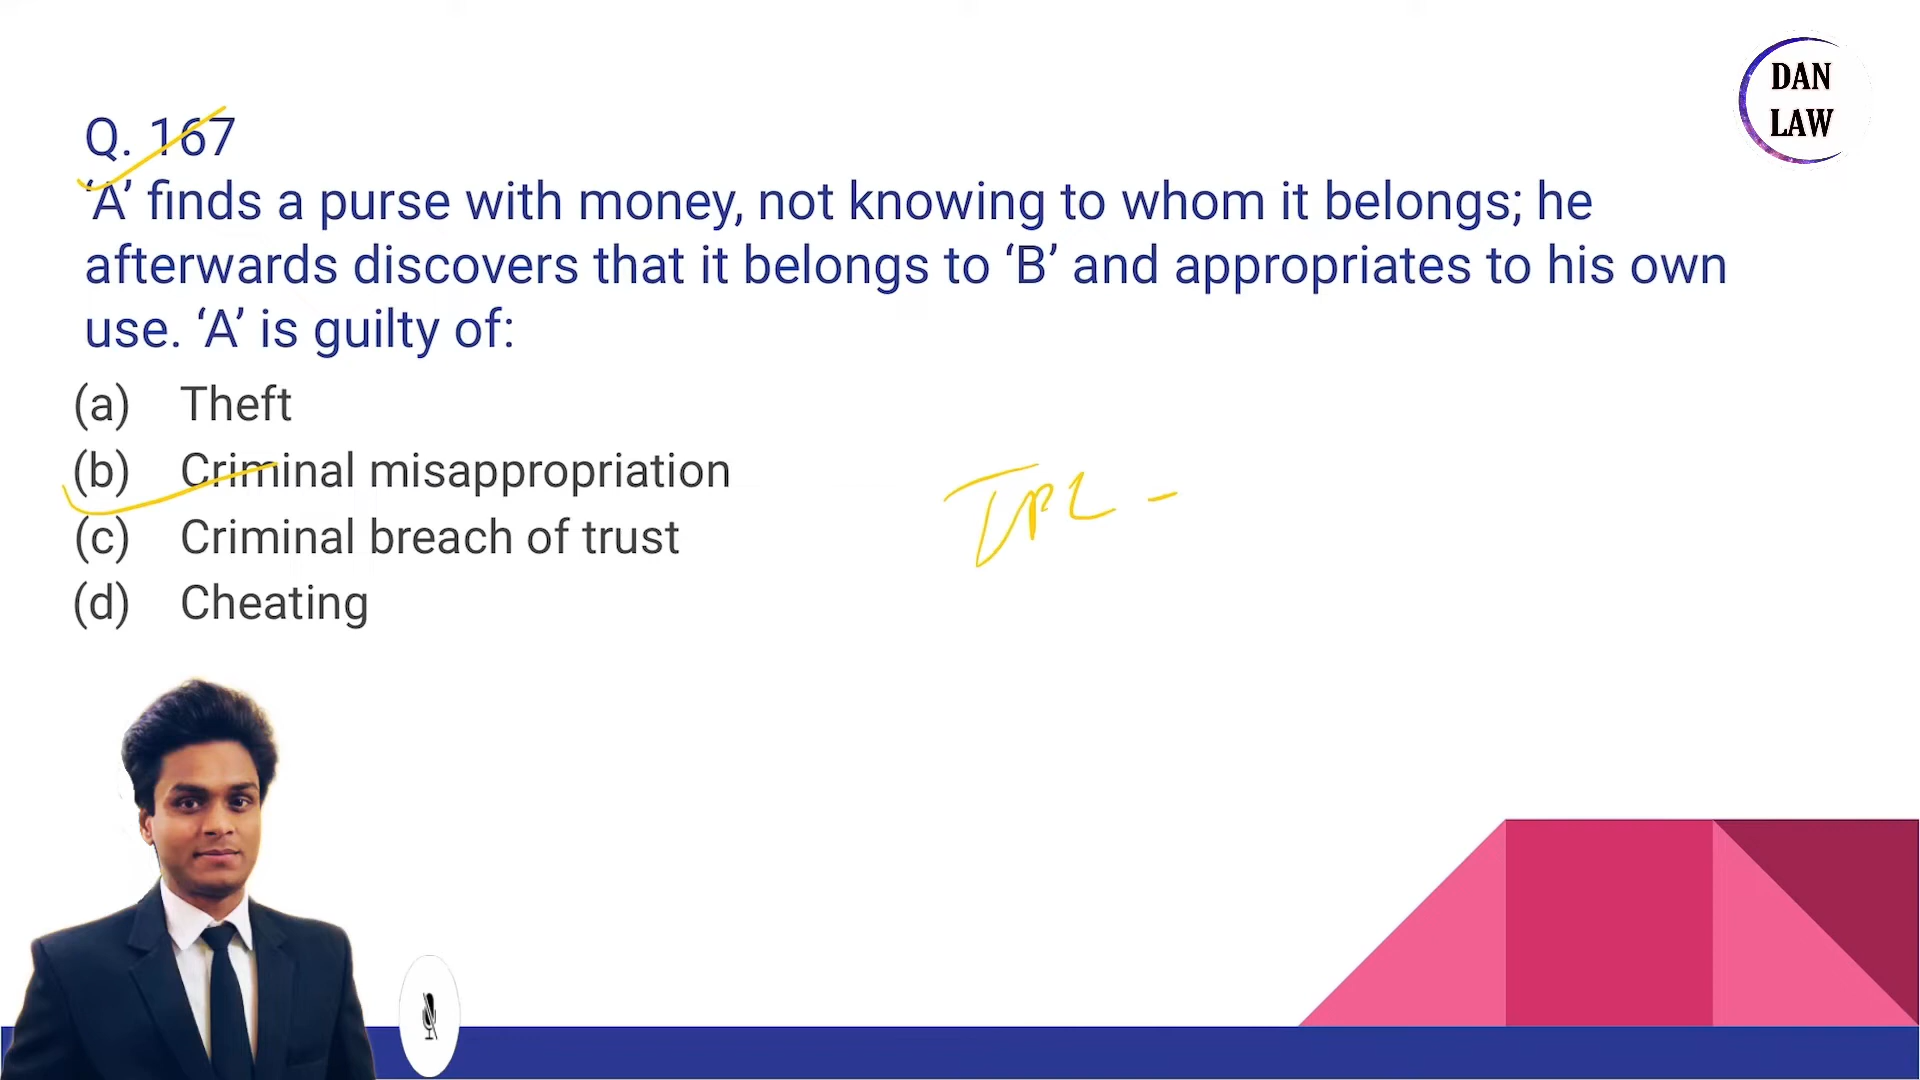 DAN
LAW
Q. 167
‘A’ finds a purse with money, not knowing to whom it belongs; he
afterwards discovers that it belongs to ‘B’ and appropriates to his own
use. ‘A’ is guilty of:
(a) Theft
(b) Criminal misappropriation
(c) Criminal breach of trust
(d) Cheating